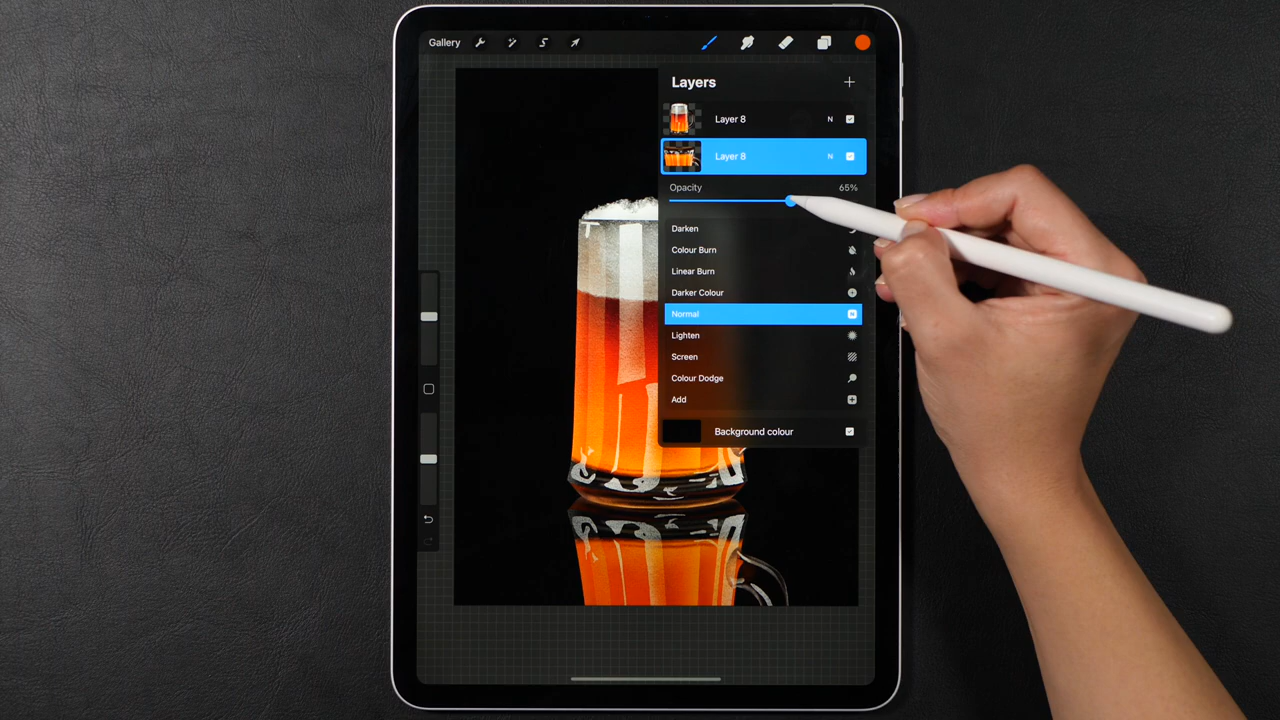 Gallery
Layers
Layer 8 N
Layer 8 N
Opacity 65%
Darken
Colour Burn
Linear Burn
Darker Colour
Normal N
Lighten
Screen
Colour Dodge
Add
Background colour